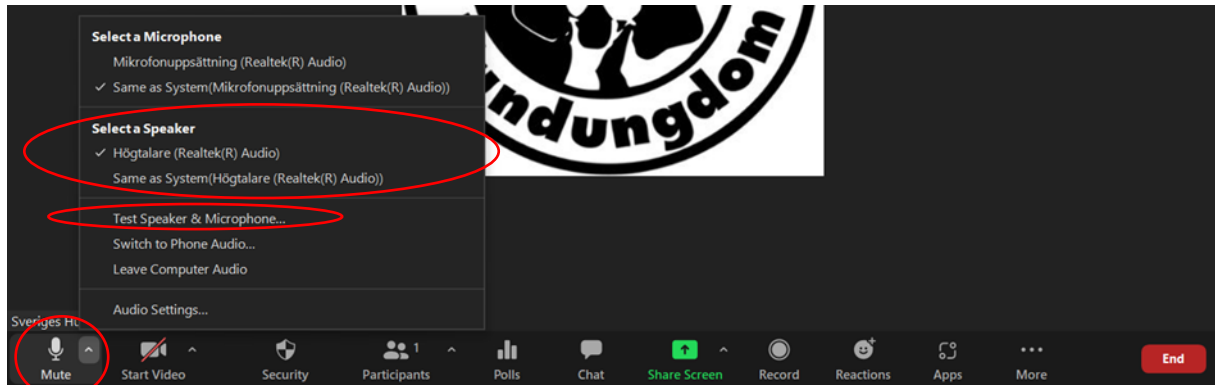 Select a Microphone
Mikrofonuppsättning (Realtek(R) Audio)
✓ Same as System(Mikrofonuppsättning (Realtek(R) Audio))
Select a Speaker
✓ Högtalare (Realtek(R) Audio)
Same as System(Högtalare (Realtek(R) Audio))
Test Speaker & Microphone...
Switch to Phone Audio...
Leave Computer Audio
Audio Settings...
ndungdom
Sveriges Hu
Mute Start Video Security Participants 1 Polls Chat Share Screen Record Reactions Apps More End